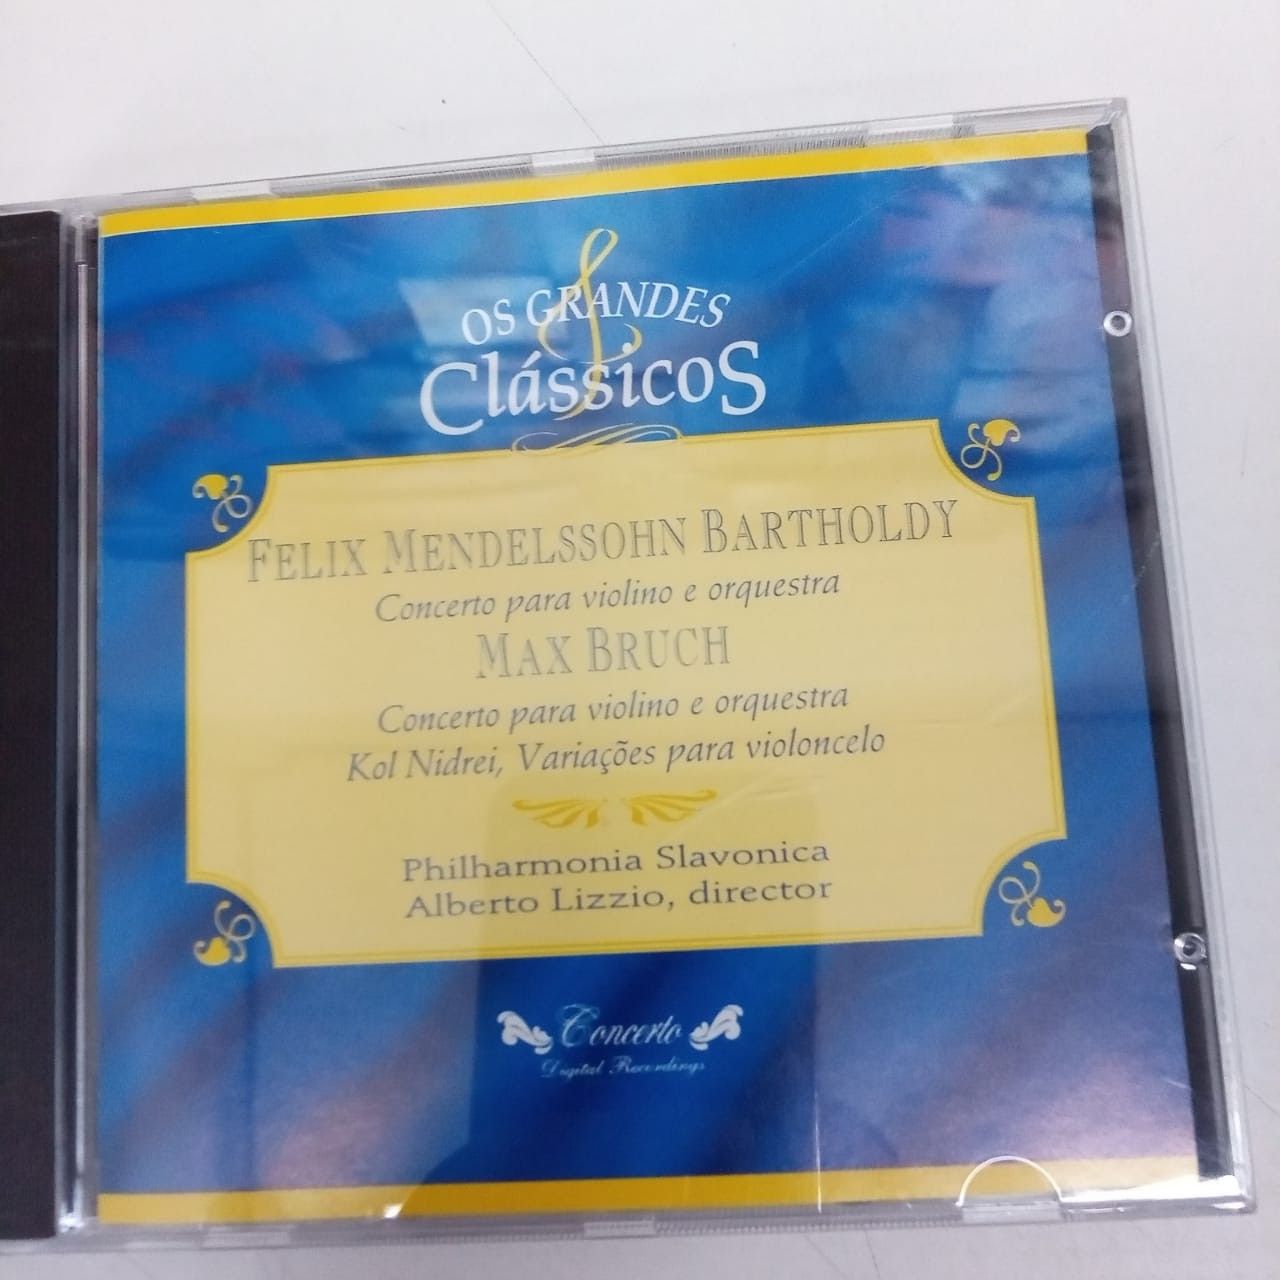 OS GRANDES
Clássicos
FELIX MENDELSSOHN BARTHOLDY
Concerto para violino e orquestra
MAX BRUCH
Concerto para violino e orquestra
Kol Nidrei, Variações para violoncelo
Philharmonia Slavonica
Alberto Lizzio, director
Concerto
Digital Recordings